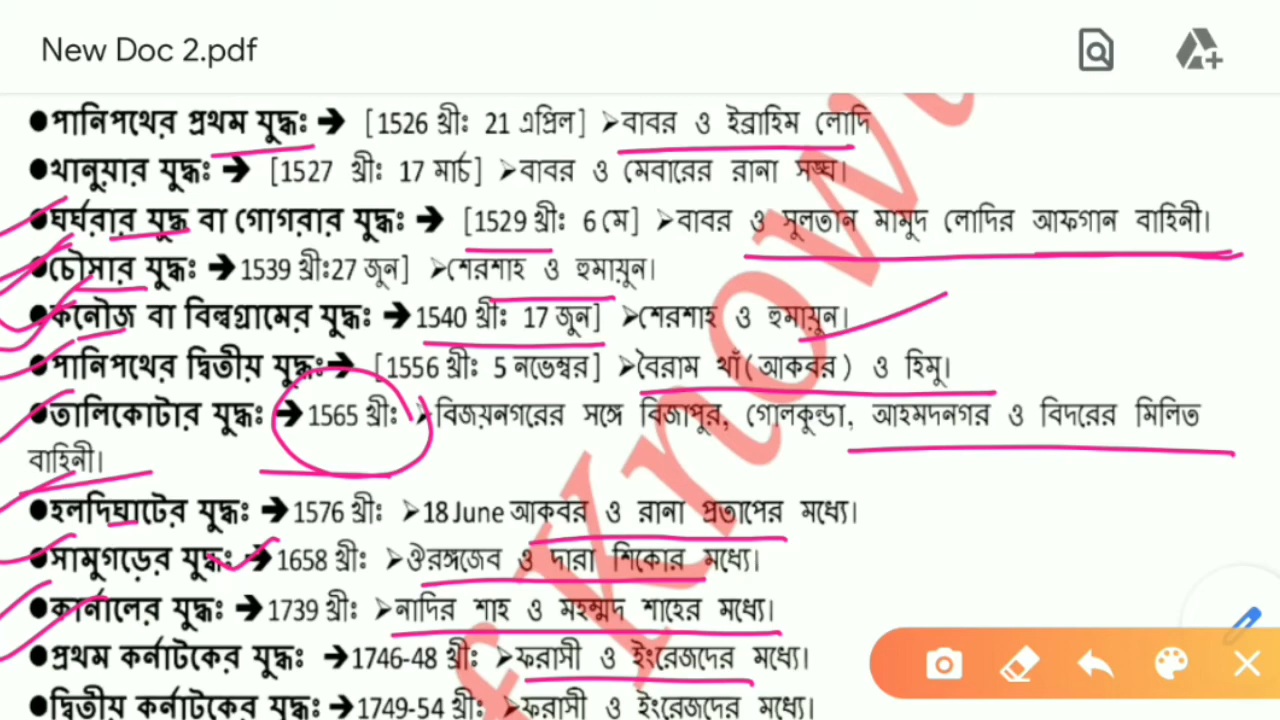 New Doc 2.pdf
●পানিপথের প্রথম যুদ্ধঃ➔ [1526 খ্রীঃ 21 এপ্রিল] ➢বাবর ও ইব্রাহিম লোদি
●খানুয়ার যুদ্ধঃ➔ [1527 খ্রীঃ 17 মার্চ] ➢বাবর ও মেবারের রানা সঙ্ঘ।
●ঘর্ঘরার যুদ্ধ বা গোগরার যুদ্ধঃ➔ [1529 খ্রীঃ 6 মে] ➢বাবর ও সুলতান মামুদ লোদির আফগান বাহিনী।
●চৌসার যুদ্ধঃ➔1539 খ্রীঃ27 জুন] ➢শেরশাহ ও হুমায়ুন।
●কনৌজ বা বিল্বগ্রামের যুদ্ধঃ ➔1540 খ্রীঃ 17 জুন] ➢শেরশাহ ও হুমায়ুন।
●পানিপথের দ্বিতীয় যুদ্ধঃ➔ [1556 খ্রীঃ 5 নভেম্বর] ➢বৈরাম খাঁ(আকবর) ও হিমু।
●তালিকোটার যুদ্ধঃ ➔1565 খ্রীঃ ➢বিজয়নগরের সঙ্গে বিজাপুর, গোলকুন্ডা, আহমদনগর ও বিদরের মিলিত
বাহিনী।
●হলদিঘাটের যুদ্ধঃ ➔1576 খ্রীঃ ➢18 June আকবর ও রানা প্রতাপের মধ্যে।
●সামুগড়ের যুদ্ধঃ ➔1658 খ্রীঃ ➢ঔরঙ্গজেব ও দারা শিকোর মধ্যে।
●কার্নালের যুদ্ধঃ ➔1739 খ্রীঃ ➢নাদির শাহ ও মহম্মদ শাহের মধ্যে।
●প্রথম কর্ণাটকের যুদ্ধঃ ➔1746-48 খ্রীঃ ➢ফরাসী ও ইংরেজদের মধ্যে।
●দ্বিতীয় কর্ণাটকের যুদ্ধঃ➔1749-54 খ্রীঃ ➢ফরাসী ও ইংরেজদের মধ্যে।